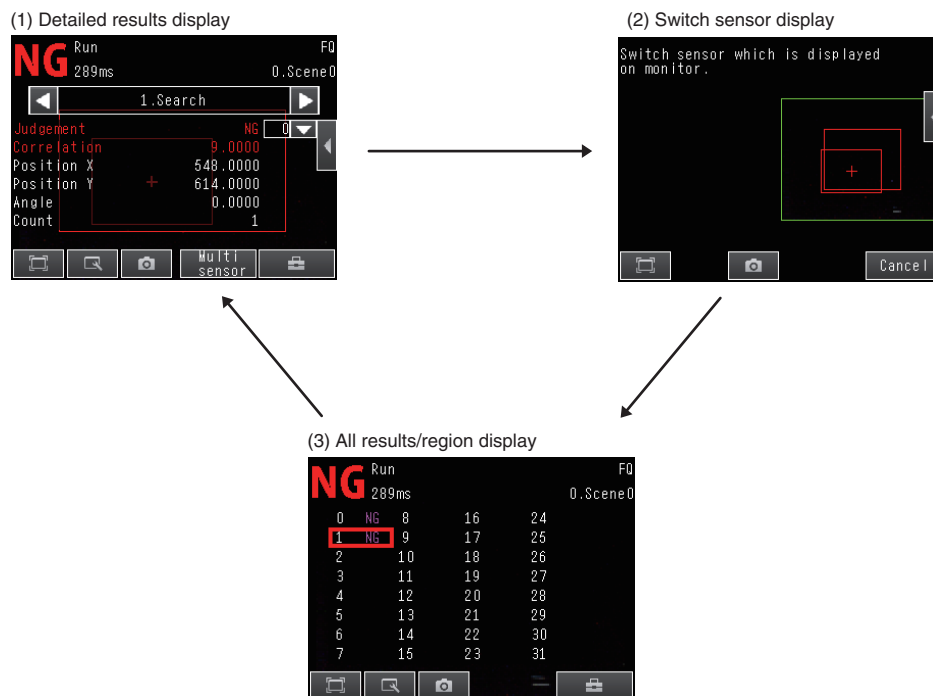 (1) Detailed results display
(2) Switch sensor display
NG Run FQ
289ms 0.Scene0
1.Search
Judgement NG 0
Correlation 9.0000
Position X 548.0000
Position Y 614.0000
Angle 0.0000
Count 1
Multi
sensor
Switch sensor which is displayed
on monitor.
Cancel
(3) All results/region display
NG Run FQ
289ms 0.Scene0
0 NG 8 16 24
1 NG 9 17 25
2 10 18 26
3 11 19 27
4 12 20 28
5 13 21 29
6 14 22 30
7 15 23 31